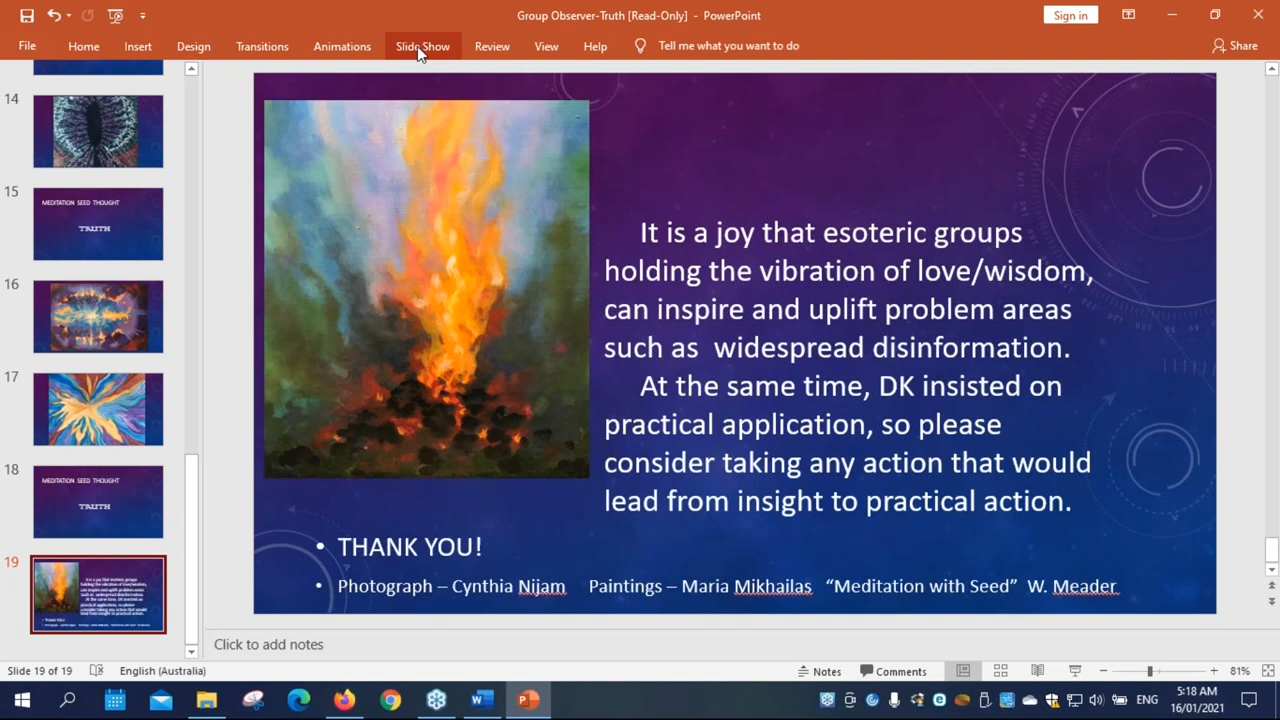 Group Observer-Truth [Read-Only] - PowerPoint
Sign in
File Home Insert Design Transitions Animations Slide Show Review View Help Tell me what you want to do Share
14
15
MEDITATION SEED THOUGHT
TRUTH
16
17
18
MEDITATION SEED THOUGHT
TRUTH
19
It is a joy that esoteric groups
holding the vibration of love/wisdom,
can inspire and uplift problem areas
such as widespread disinformation.
At the same time, DK insisted on
practical application, so please
consider taking any action that would
lead from insight to practical action.
• THANK YOU!
• Photograph – Cynthia Nijam Paintings – Maria Mikhailas “Meditation with Seed” W. Meader
Click to add notes
Slide 19 of 19 English (Australia) Notes Comments 81%
ENG
5:18 AM
16/01/2021